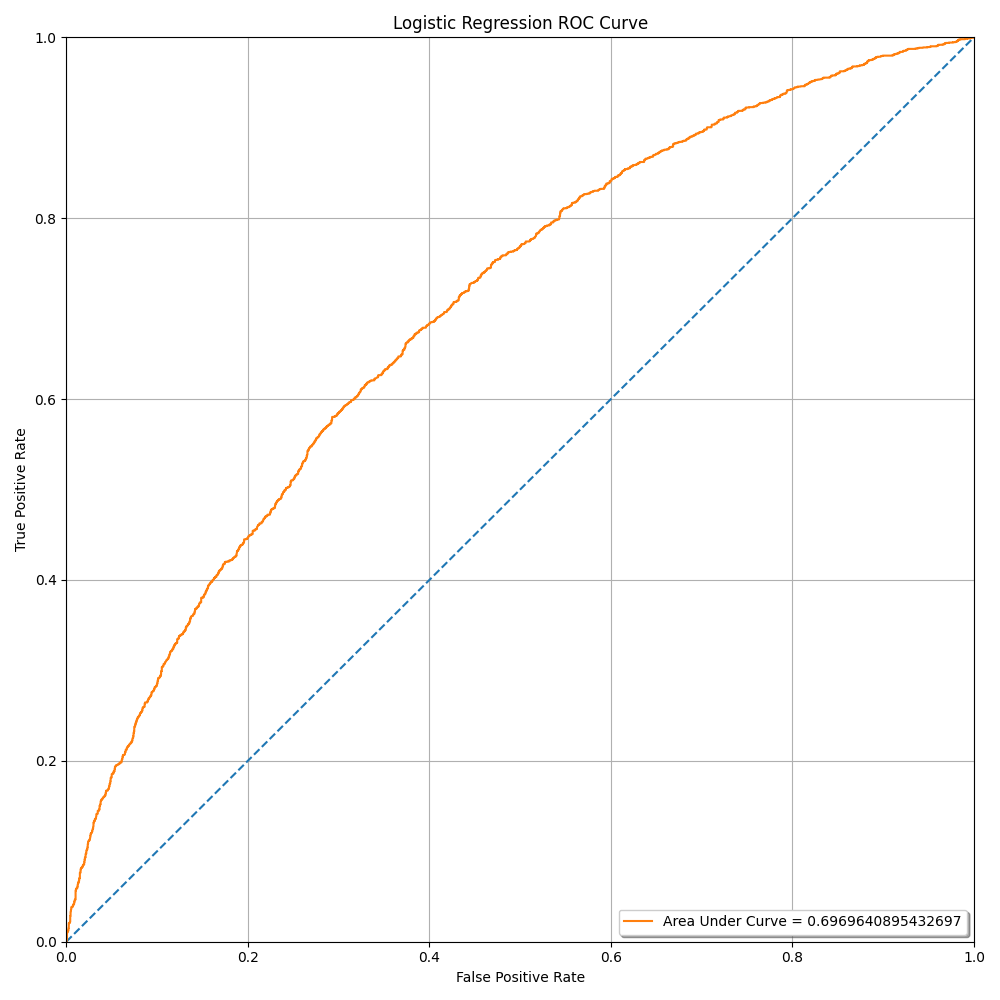 Logistic Regression ROC Curve
1.0
0.8
0.6
0.4
0.2
0.0
True Positive Rate
Area Under Curve = 0.6969640895432697
0.0 0.2 0.4 0.6 0.8 1.0
False Positive Rate